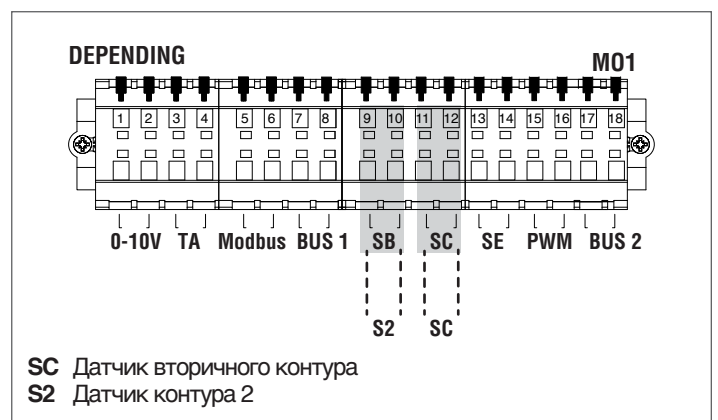 DEPENDING MO1
1 2 3 4 5 6 7 8 9 10 11 12 13 14 15 16 17 18
0-10V TA Modbus BUS 1 SB SC SE PWM BUS 2
S2 SC
SC Датчик вторичного контура
S2 Датчик контура 2